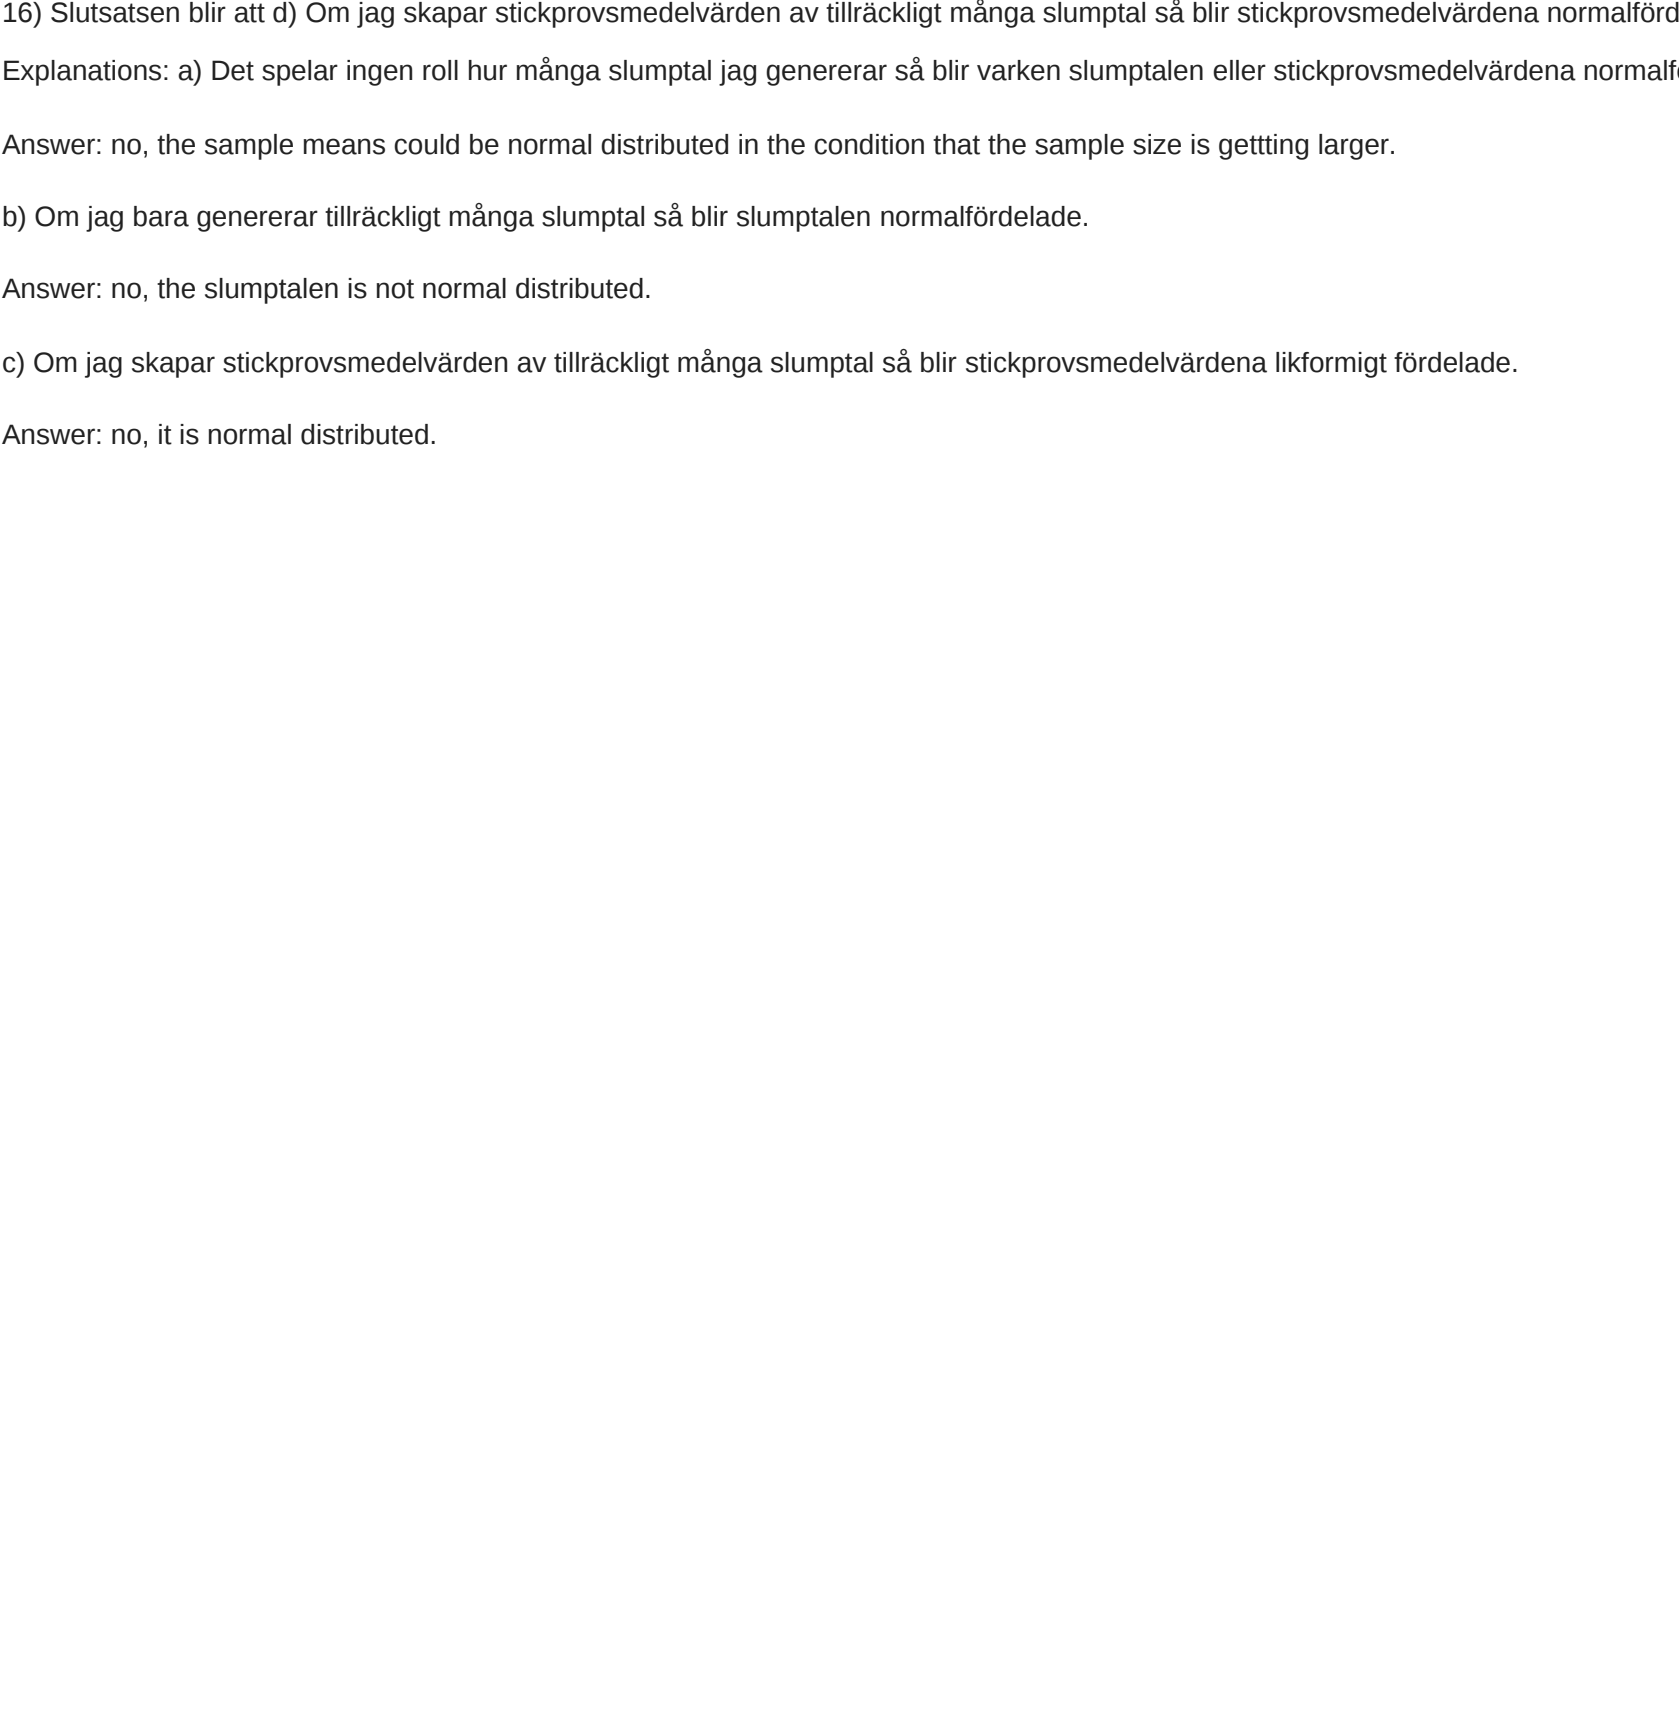 16) Slutsatsen blir att d) Om jag skapar stickprovsmedelvärden av tillräckligt många slumptal så blir stickprovsmedelvärdena normalförd
Explanations: a) Det spelar ingen roll hur många slumptal jag genererar så blir varken slumptalen eller stickprovsmedelvärdena normalf
Answer: no, the sample means could be normal distributed in the condition that the sample size is gettting larger.
b) Om jag bara genererar tillräckligt många slumptal så blir slumptalen normalfördelade.
Answer: no, the slumptalen is not normal distributed.
c) Om jag skapar stickprovsmedelvärden av tillräckligt många slumptal så blir stickprovsmedelvärdena likformigt fördelade.
Answer: no, it is normal distributed.